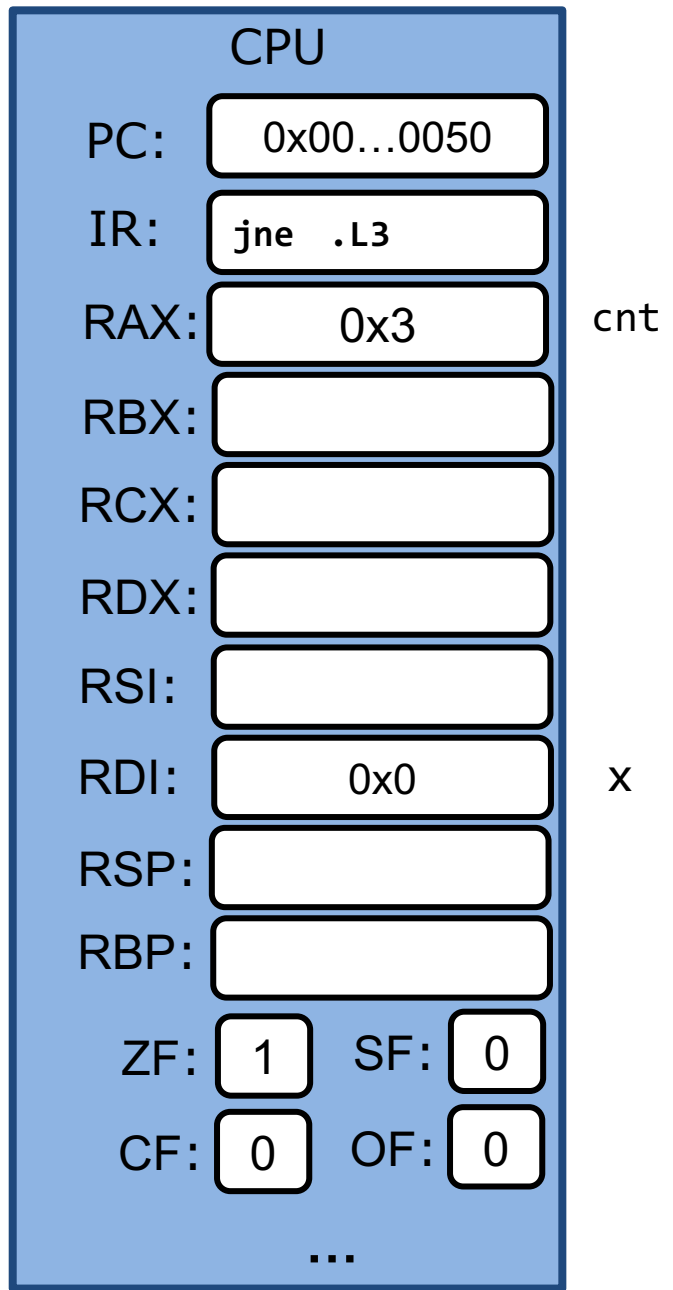 CPU
PC: 0x00…0050
IR: jne .L3
RAX: 0x3 cnt
RBX:
RCX:
RDX:
RSI:
RDI: 0x0 x
RSP:
RBP:
ZF: 1 SF: 0
CF: 0 OF: 0
…